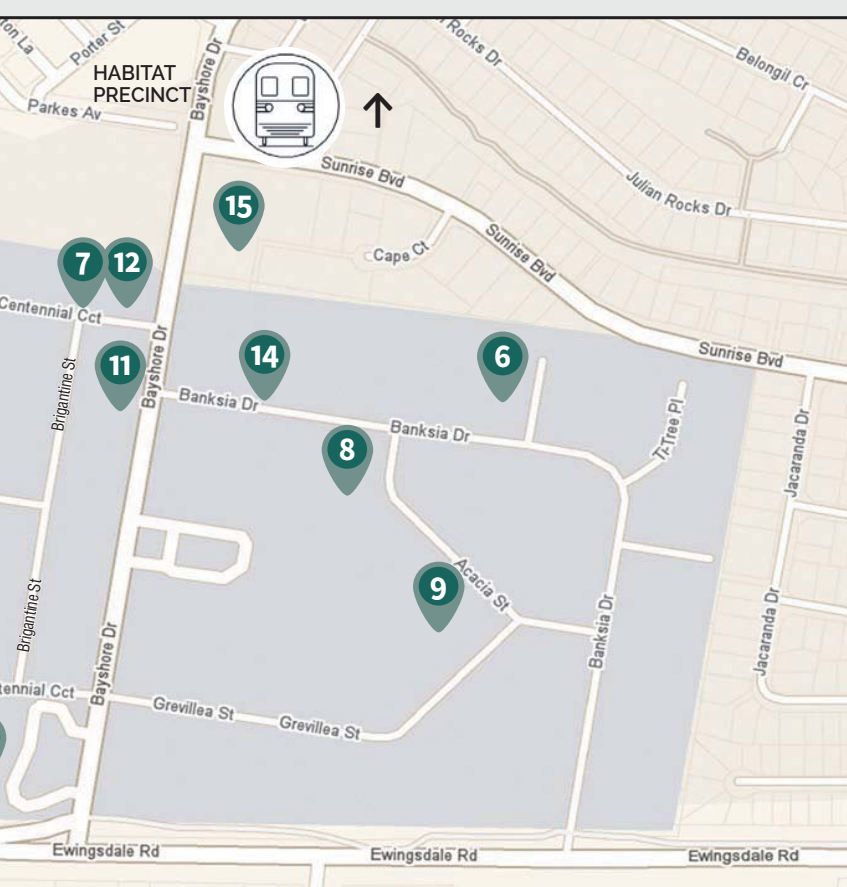 Porter St
HABITAT
PRECINCT
Parkes Av
Bayshore Dr
Rocks Dr
Belongil Cr
Sunrise Bvd
Julian Rocks Dr
15
Cape Ct
Sunrise Bvd
7
12
Centennial Cct
11
Bayshore Dr
Brigantine St
14
6
Sunrise Bvd
Banksia Dr
Banksia Dr
8
Ti-Tree Pl
Jacaranda Dr
9
Acacia St
Brigantine St
Bayshore Dr
Banksia Dr
Jacaranda Dr
tennial Cct
Grevillea St
Grevillea St
Ewingsdale Rd
Ewingsdale Rd
Ewingsdale Rd